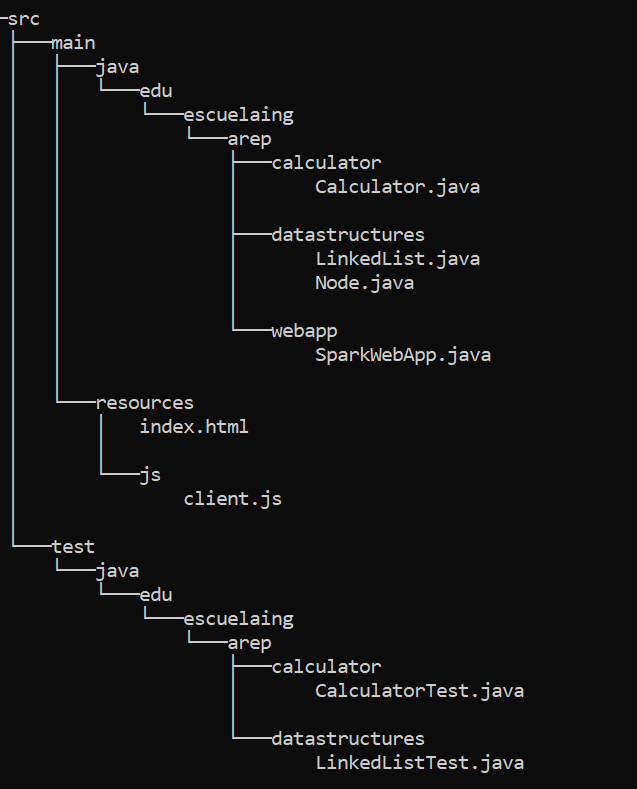 src
main
java
edu
escuelaing
arep
calculator
Calculator.java
datastructures
LinkedList.java
Node.java
webapp
SparkWebApp.java
resources
index.html
js
client.js
test
java
edu
escuelaing
arep
calculator
CalculatorTest.java
datastructures
LinkedListTest.java